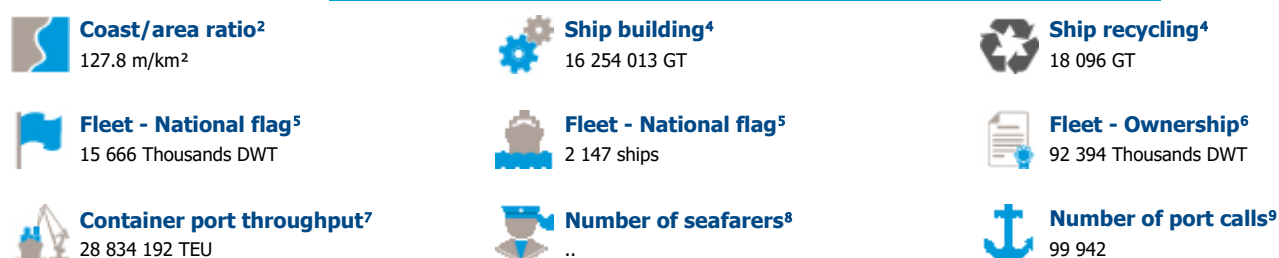 Coast/area ratio²
127.8 m/km²
Ship building⁴
16 254 013 GT
Ship recycling⁴
18 096 GT
Fleet - National flag⁵
15 666 Thousands DWT
Fleet - National flag⁵
2 147 ships
Fleet - Ownership⁶
92 394 Thousands DWT
Container port throughput⁷
28 834 192 TEU
Number of seafarers⁸
..
Number of port calls⁹
99 942